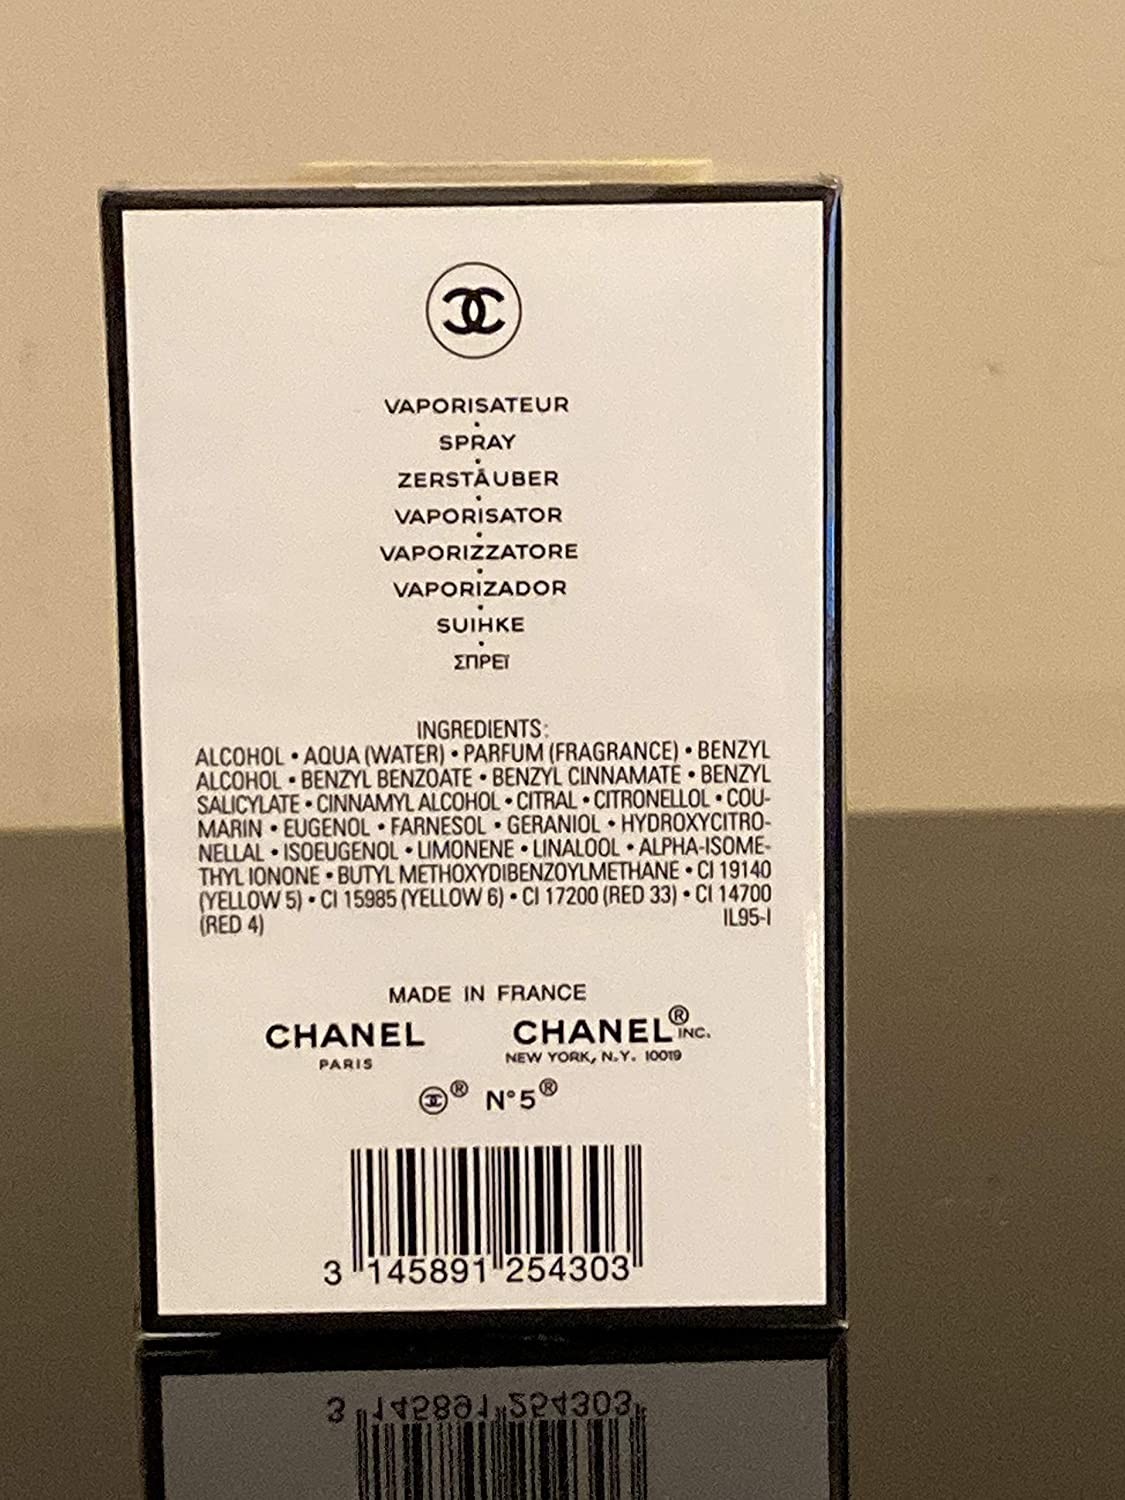 VAPORISATEUR
•
SPRAY
•
ZERSTÄUBER
•
VAPORISATOR
•
VAPORIZZATORE
•
VAPORIZADOR
•
SUIHKE
•
ΣΠΡΕΪ
INGREDIENTS:
ALCOHOL • AQUA (WATER) • PARFUM (FRAGRANCE) • BENZYL
ALCOHOL • BENZYL BENZOATE • BENZYL CINNAMATE • BENZYL
SALICYLATE • CINNAMYL ALCOHOL • CITRAL • CITRONELLOL • COU-
MARIN • EUGENOL • FARNESOL • GERANIOL • HYDROXYCITRO-
NELLAL • ISOEUGENOL • LIMONENE • LINALOOL • ALPHA-ISOME-
THYL IONONE • BUTYL METHOXYDIBENZOYLMETHANE • CI 19140
(YELLOW 5) • CI 15985 (YELLOW 6) • CI 17200 (RED 33) • CI 14700
(RED 4) IL95-I
MADE IN FRANCE
CHANEL CHANEL® INC.
PARIS NEW YORK, N.Y. 10019
® N°5®
3 145891 254303
3 145891 254303